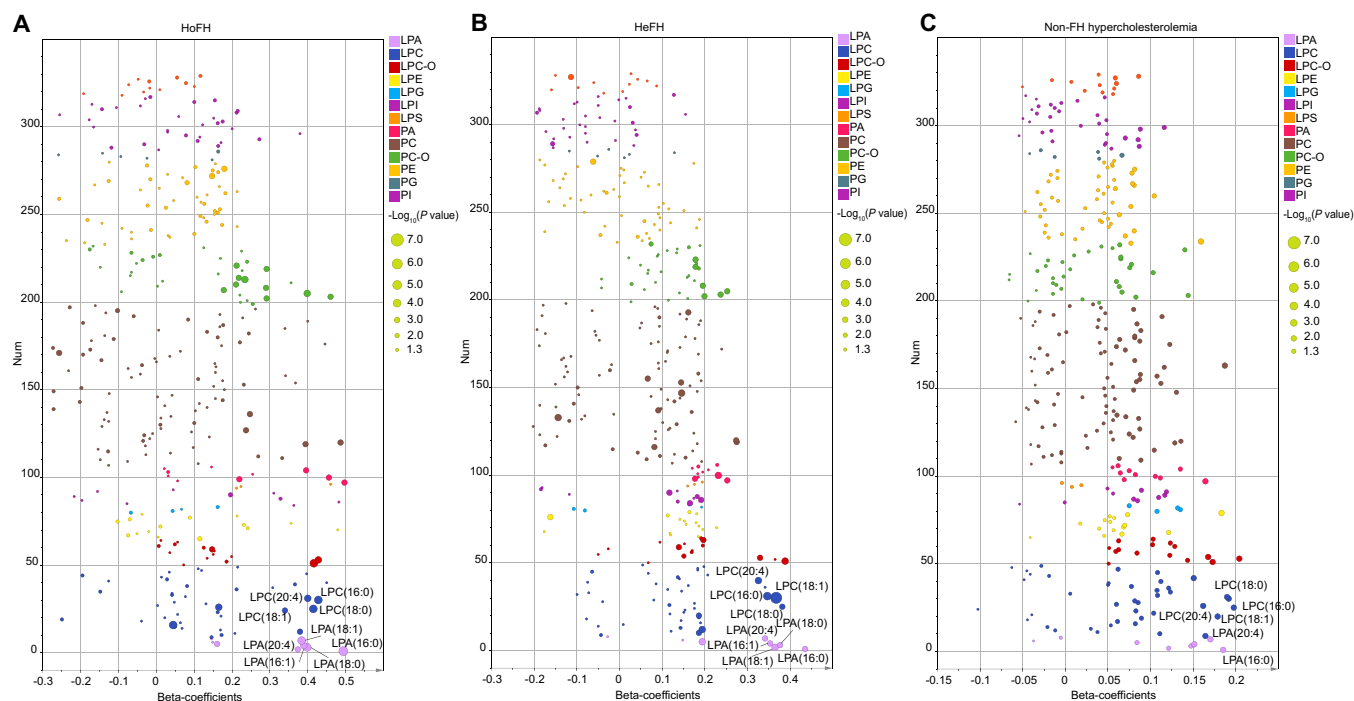 A
HoFH
Num
300
250
200
150
100
50
0
-0.3
-0.2
-0.1
0
0.1
0.2
0.3
0.4
0.5
Beta-coefficients
LPC(20:4)
LPC(16:0)
LPC(18:1)
LPC(18:0)
LPA(18:1)
LPA(20:4)
LPA(16:0)
LPA(16:1)
LPA(18:0)
LPA
LPC
LPC-O
LPE
LPG
LPI
LPS
PA
PC
PC-O
PE
PG
PI
-Log10(P value)
7.0
6.0
5.0
4.0
3.0
2.0
1.3
B
HeFH
Num
300
250
200
150
100
50
0
-0.3
-0.2
-0.1
0
0.1
0.2
0.3
0.4
Beta-coefficients
LPC(20:4)
LPC(18:1)
LPC(16:0)
LPC(18:0)
LPA(20:4)
LPA(18:0)
LPA(16:1)
LPA(18:1)
LPA(16:0)
LPA
LPC
LPC-O
LPE
LPG
LPI
LPS
PA
PC
PC-O
PE
PG
PI
-Log10(P value)
7.0
6.0
5.0
4.0
3.0
2.0
1.3
C
Non-FH hypercholesterolemia
Num
300
250
200
150
100
50
0
-0.15
-0.1
-0.05
0
0.05
0.1
0.15
0.2
Beta-coefficients
LPC(18:0)
LPC(16:0)
LPC(20:4)
LPC(18:1)
LPA(20:4)
LPA(16:0)
LPA
LPC
LPC-O
LPE
LPG
LPI
LPS
PA
PC
PC-O
PE
PG
PI
-Log10(P value)
7.0
6.0
5.0
4.0
3.0
2.0
1.3